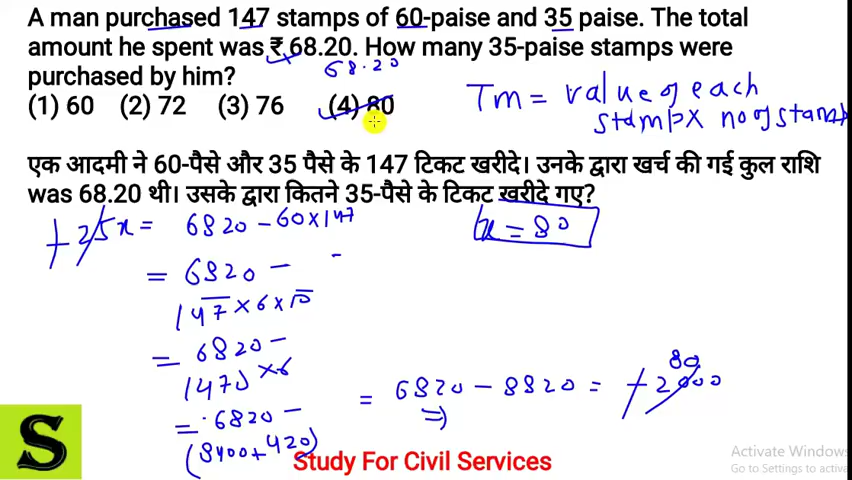 A man purchased 147 stamps of 60-paise and 35 paise. The total
amount he spent was ₹ 68.20. How many 35-paise stamps were
purchased by him?
68.20
(1) 60 (2) 72 (3) 76 (4) 80
Tm = value of each
stamp x no of stamps
एक आदमी ने 60-पैसे और 35 पैसे के 147 टिकट खरीदे। उनके द्वारा खर्च की गई कुल राशि
was 68.20 थी। उसके द्वारा कितने 35-पैसे के टिकट खरीदे गए?
-25x = 6820 - 60x147
x = 80
= 6820 -
147 x 6 x 10
= 6820 -
1470 x 6
= 6820 - 8820 = -2000
80
= 6820 -
(8400+420)
S
Study For Civil Services
Activate Windows
Go to Settings to activate